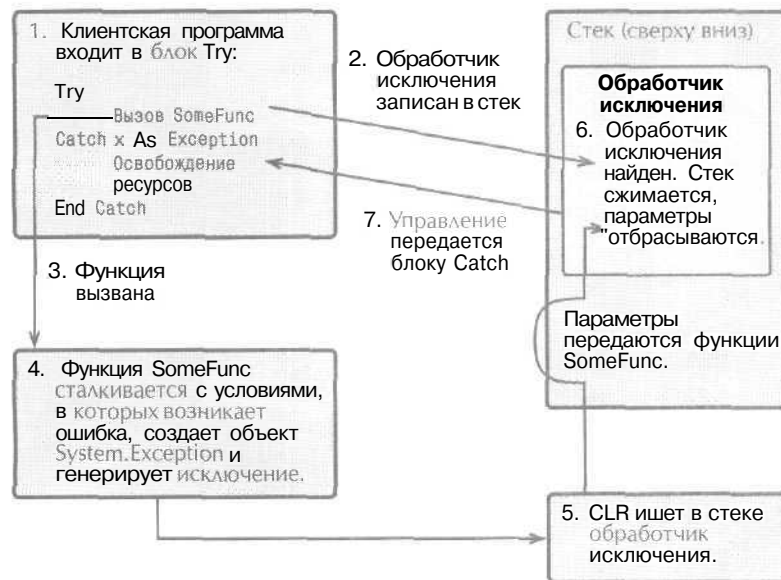 1. Клиентская программа
входит в блок Try:
Try
Вызов SomeFunc
Catch x As Exception
Освобождение
ресурсов
End Catch
2. Обработчик
исключения
записан в стек
3. Функция
вызвана
4. Функция SomeFunc
сталкивается с условиями,
в которых возникает
ошибка, создает объект
System.Exception и
генерирует исключение.
5. CLR ишет в стеке
обработчик
исключения.
Стек (сверху вниз)
Обработчик
исключения
6. Обработчик
исключения
найден. Стек
сжимается,
параметры
"отбрасываются.
7. Управление
передается
блоку Catch
Параметры
передаются функции
SomeFunc.